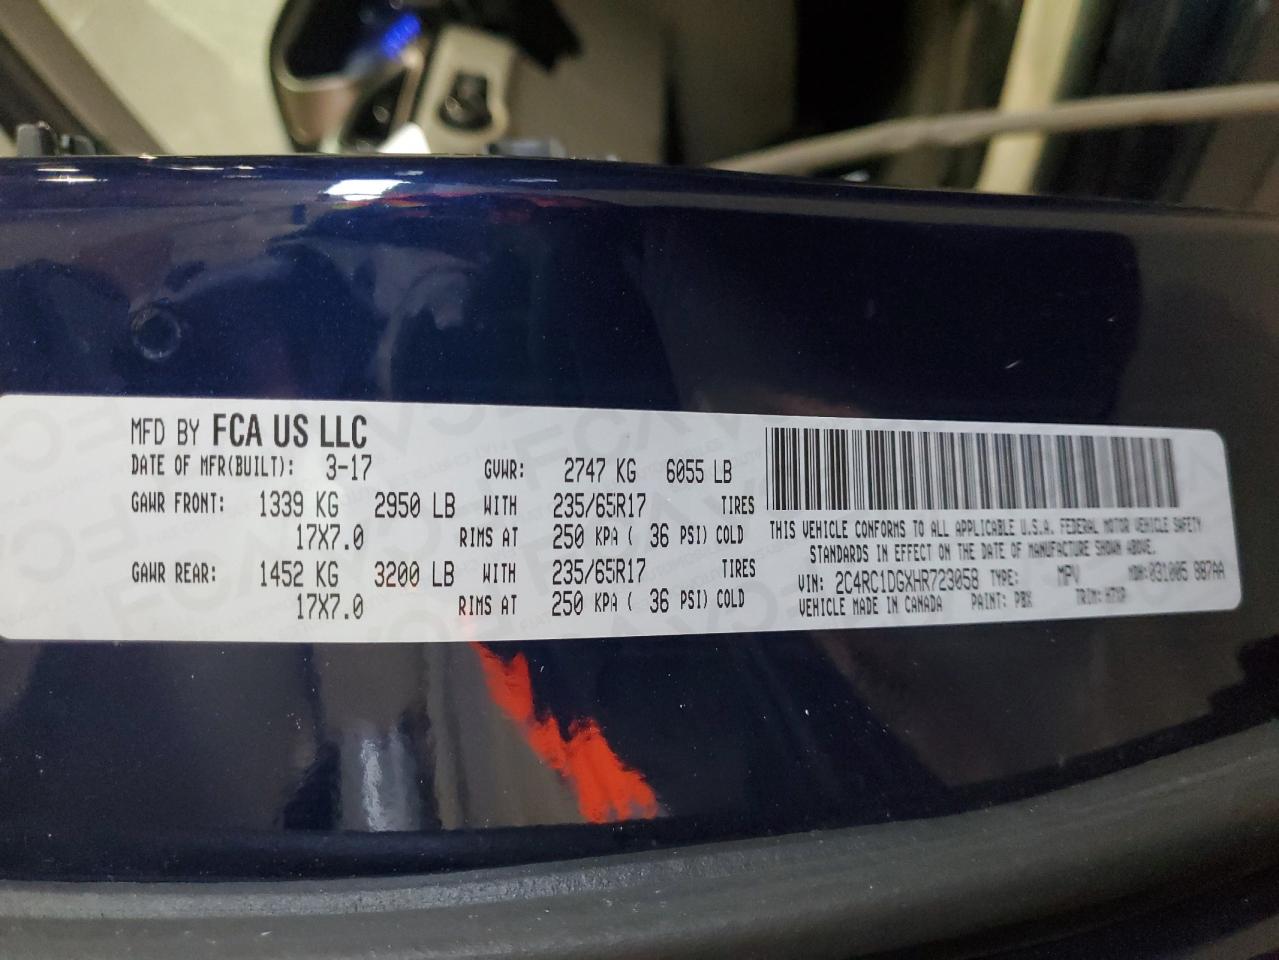 MFD BY FCA US LLC
DATE OF MFR(BUILT): 3-17 GVWR: 2747 KG 6055 LB
GAWR FRONT: 1339 KG 2950 LB WITH 235/65R17 TIRES
17X7.0 RIMS AT 250 KPA ( 36 PSI) COLD
GAWR REAR: 1452 KG 3200 LB WITH 235/65R17 TIRES
17X7.0 RIMS AT 250 KPA ( 36 PSI) COLD
THIS VEHICLE CONFORMS TO ALL APPLICABLE U.S.A. FEDERAL MOTOR VEHICLE SAFETY
STANDARDS IN EFFECT ON THE DATE OF MANUFACTURE SHOWN ABOVE.
VIN: 2C4RC1DGXHR723058 TYPE: MPV MDH:031005 987AA
VEHICLE MADE IN CANADA PAINT: PBX TRIM: